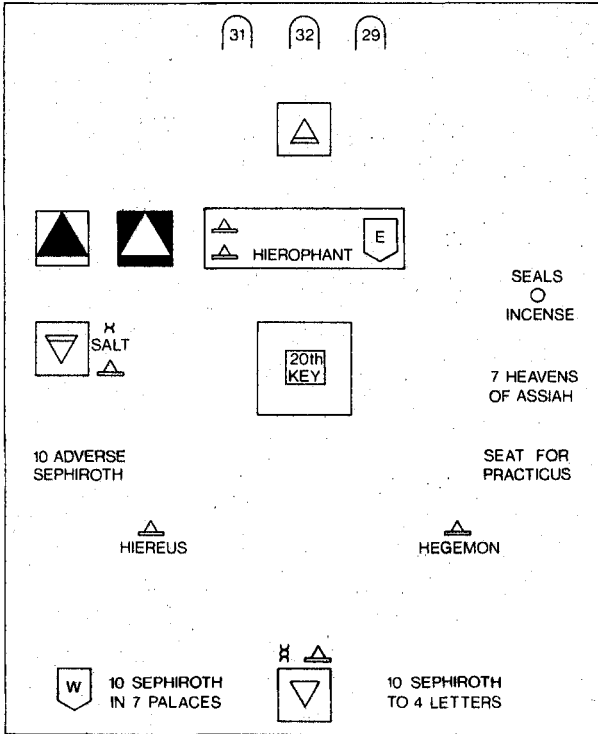 31 32 29
E
HIEROPHANT
SEALS
INCENSE
SALT
20th
KEY
7 HEAVENS
OF ASSIAH
10 ADVERSE
SEPHIROTH
SEAT FOR
PRACTICUS
HIEREUS
HEGEMON
W
10 SEPHIROTH
IN 7 PALACES
10 SEPHIROTH
TO 4 LETTERS